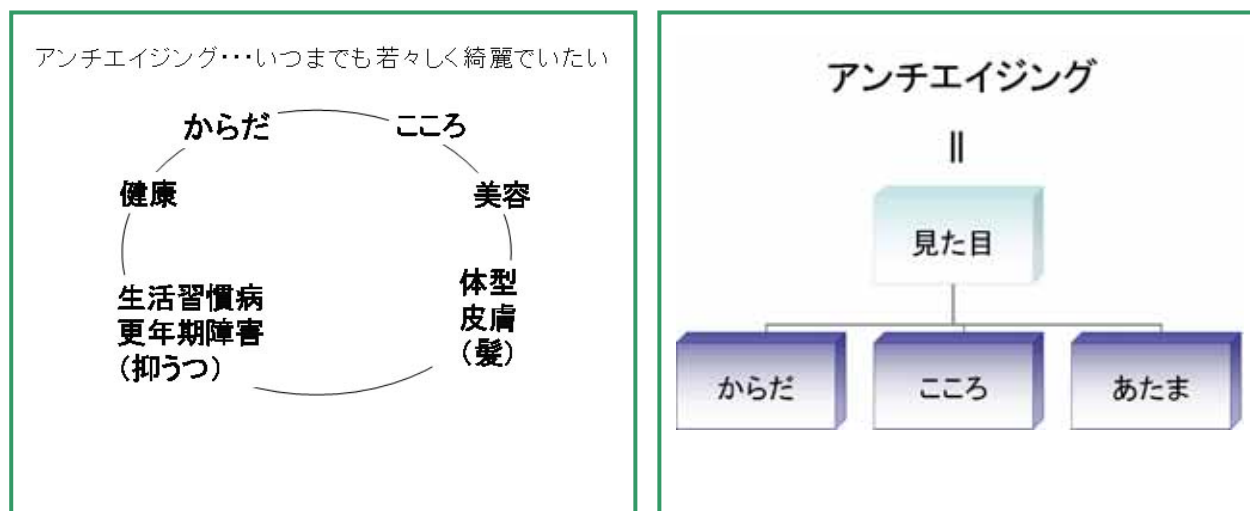 アンチエイジング・・・いつまでも若々しく綺麗でいたい
からだ
こころ
健康
美容
生活習慣病
更年期障害
(抑うつ)
体型
皮膚
(髪)
アンチエイジング
=
見た目
からだ
こころ
あたま